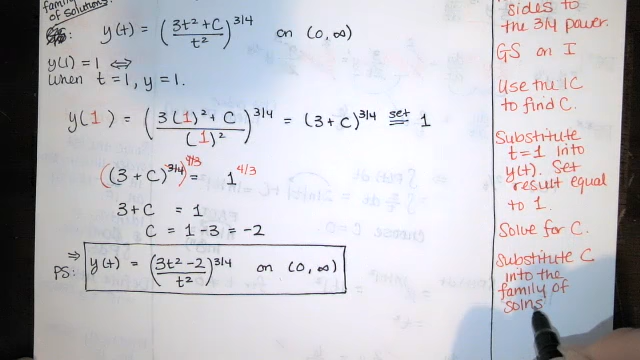 family
of solutions:
GS: y(t) = ((3t² + C)/t²)^(3/4) on (0, ∞)
y(1) = 1 ⟺
When t = 1, y = 1.
y(1) = ((3(1)² + C)/(1)²)^(3/4) = (3 + C)^(3/4) set = 1
((3 + C)^(3/4))^(4/3) = 1^(4/3)
3 + C = 1
C = 1 - 3 = -2
⇒
PS: y(t) = ((3t² - 2)/t²)^(3/4) on (0, ∞)
sides to
the 3/4 power.
GS on I
Use the IC
to find C.
Substitute
t=1 into
y(t). Set
result equal
to 1.
Solve for C.
Substitute C
into the
family of
solns